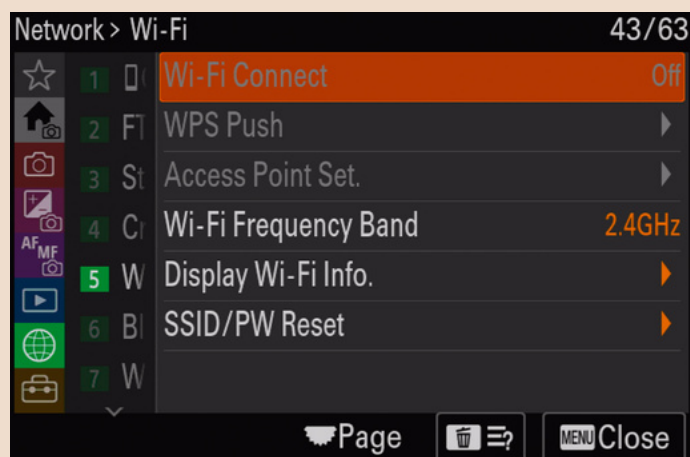 Network > Wi-Fi 43/63
1 Wi-Fi Connect Off
2 FT WPS Push
3 St Access Point Set.
4 Cr Wi-Fi Frequency Band 2.4GHz
AF MF
5 W Display Wi-Fi Info.
6 Bl SSID/PW Reset
7 W
Page ? MENU Close